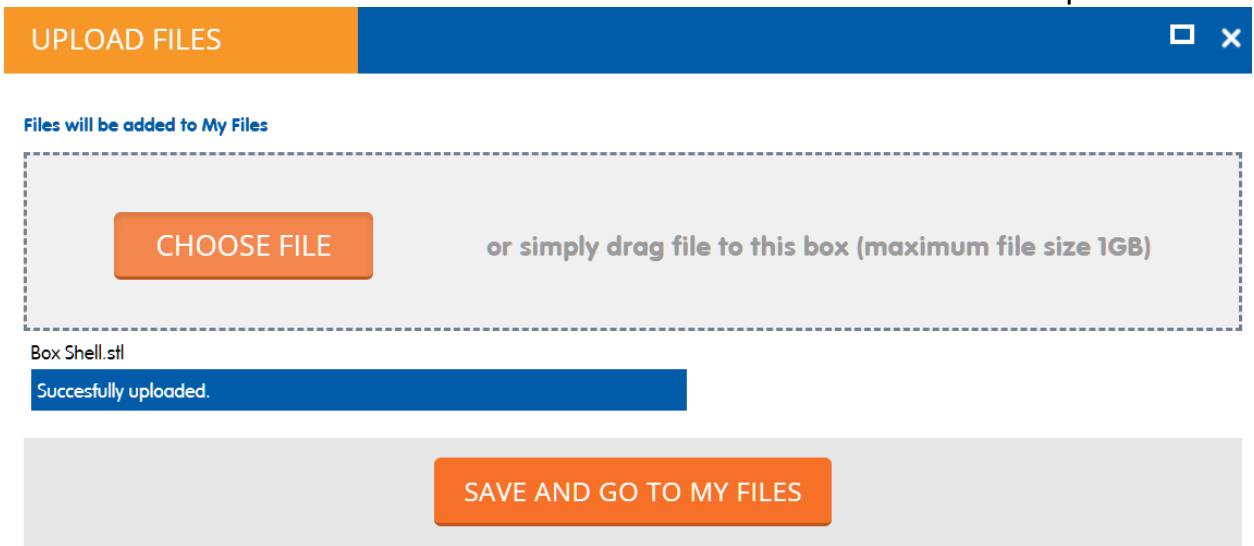 UPLOAD FILES
Files will be added to My Files
CHOOSE FILE
or simply drag file to this box (maximum file size 1GB)
Box Shell.stl
Succesfully uploaded.
SAVE AND GO TO MY FILES